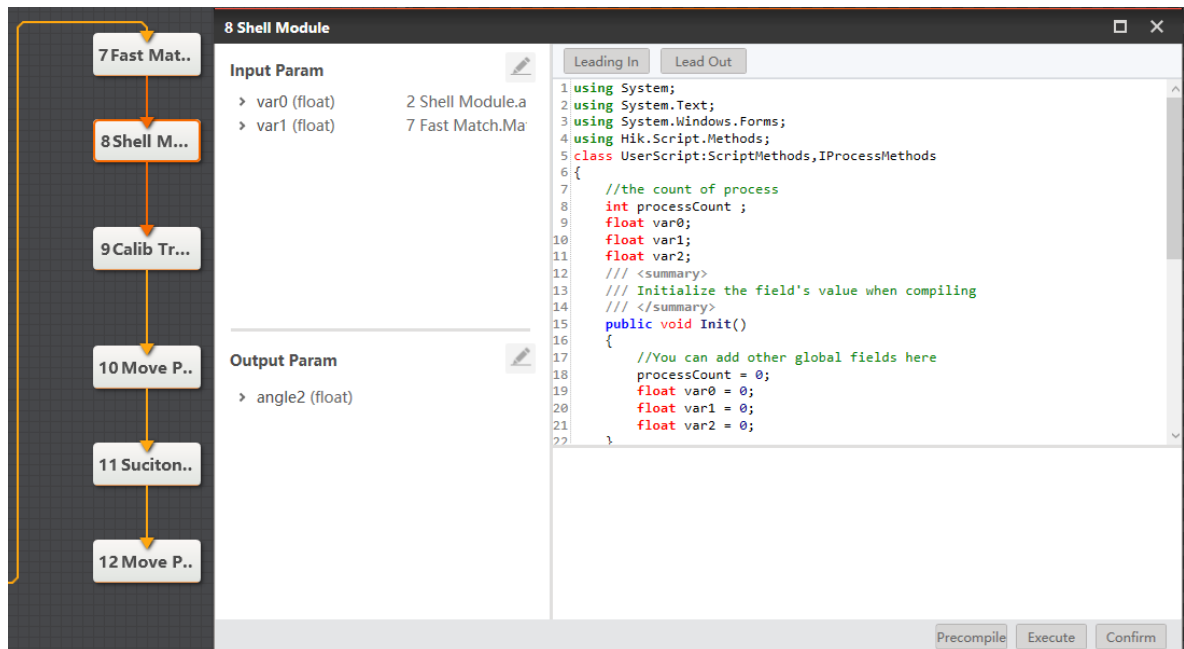 7 Fast Mat..
8 Shell M...
9 Calib Tr...
10 Move P..
11 Suciton..
12 Move P..
8 Shell Module
Input Param
var0 (float) 2 Shell Module.a
var1 (float) 7 Fast Match.Ma
Output Param
angle2 (float)
Leading In Lead Out
1 using System;
2 using System.Text;
3 using System.Windows.Forms;
4 using Hik.Script.Methods;
5 class UserScript:ScriptMethods,IProcessMethods
6 {
7 //the count of process
8 int processCount ;
9 float var0;
10 float var1;
11 float var2;
12 /// <summary>
13 /// Initialize the field's value when compiling
14 /// </summary>
15 public void Init()
16 {
17 //You can add other global fields here
18 processCount = 0;
19 float var0 = 0;
20 float var1 = 0;
21 float var2 = 0;
22 }
Precompile Execute Confirm